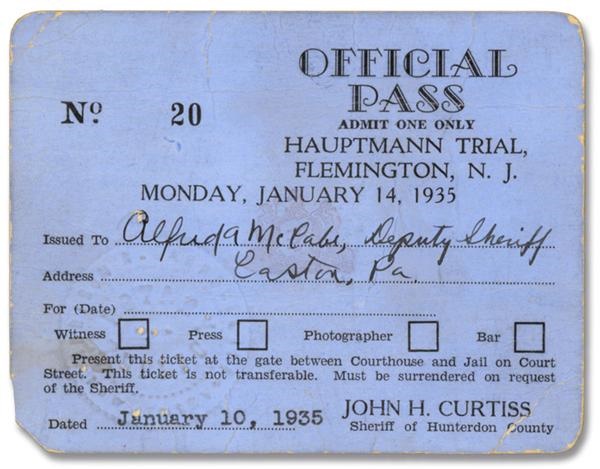 OFFICIAL
PASS
No 20
ADMIT ONE ONLY
HAUPTMANN TRIAL,
FLEMINGTON, N. J.
MONDAY, JANUARY 14, 1935
Issued To Alfred A McCabe, Deputy Sheriff
Address Easton, Pa.
For (Date)
Witness Press Photographer Bar
Present this ticket at the gate between Courthouse and Jail on Court
Street. This ticket is not transferable. Must be surrendered on request
of the Sheriff.
Dated January 10, 1935
JOHN H. CURTISS
Sheriff of Hunterdon County